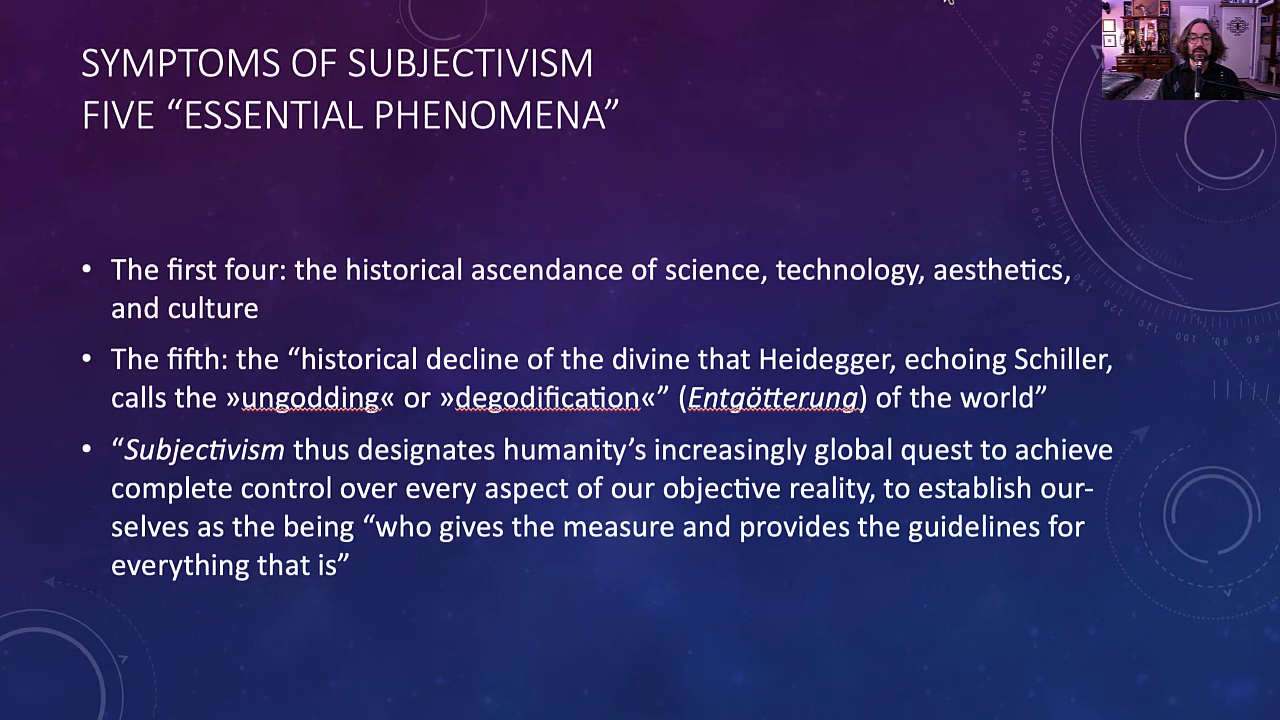 SYMPTOMS OF SUBJECTIVISM
FIVE “ESSENTIAL PHENOMENA”
• The first four: the historical ascendance of science, technology, aesthetics,
and culture
• The fifth: the “historical decline of the divine that Heidegger, echoing Schiller,
calls the »ungodding« or »degodification«” (Entgötterung) of the world”
• “Subjectivism thus designates humanity’s increasingly global quest to achieve
complete control over every aspect of our objective reality, to establish our-
selves as the being “who gives the measure and provides the guidelines for
everything that is”